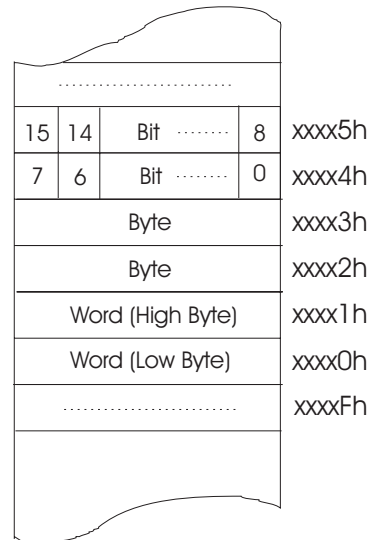 ............................
15 14 Bit ........ 8 xxxx5h
7 6 Bit ........ 0 xxxx4h
Byte xxxx3h
Byte xxxx2h
Word (High Byte) xxxx1h
Word (Low Byte) xxxx0h
............................ xxxxFh